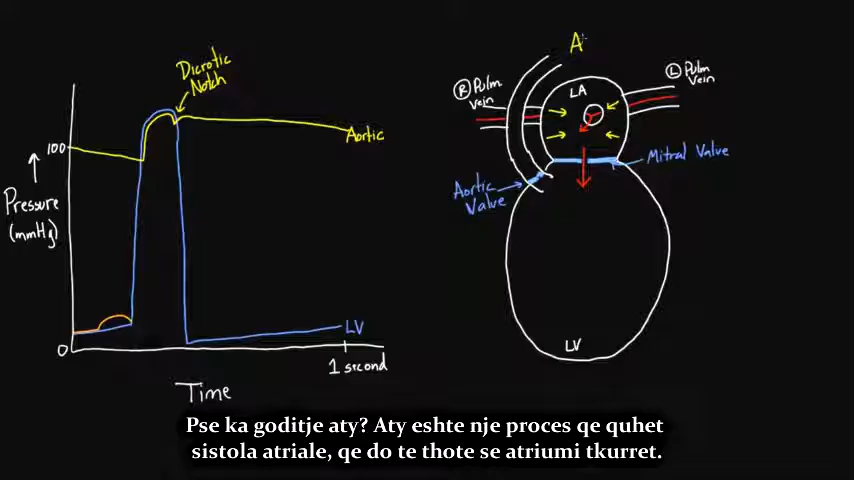 Dicrotic
Notch
100
Pressure
(mmHg)
0
Aortic
LV
1 second
Time
A
R Pulm
vein
LA
L Pulm
vein
Mitral Valve
Aortic
Valve
LV
Pse ka goditje aty? Aty eshte nje proces qe quhet
sistola atriale, qe do te thote se atriumi tkurret.